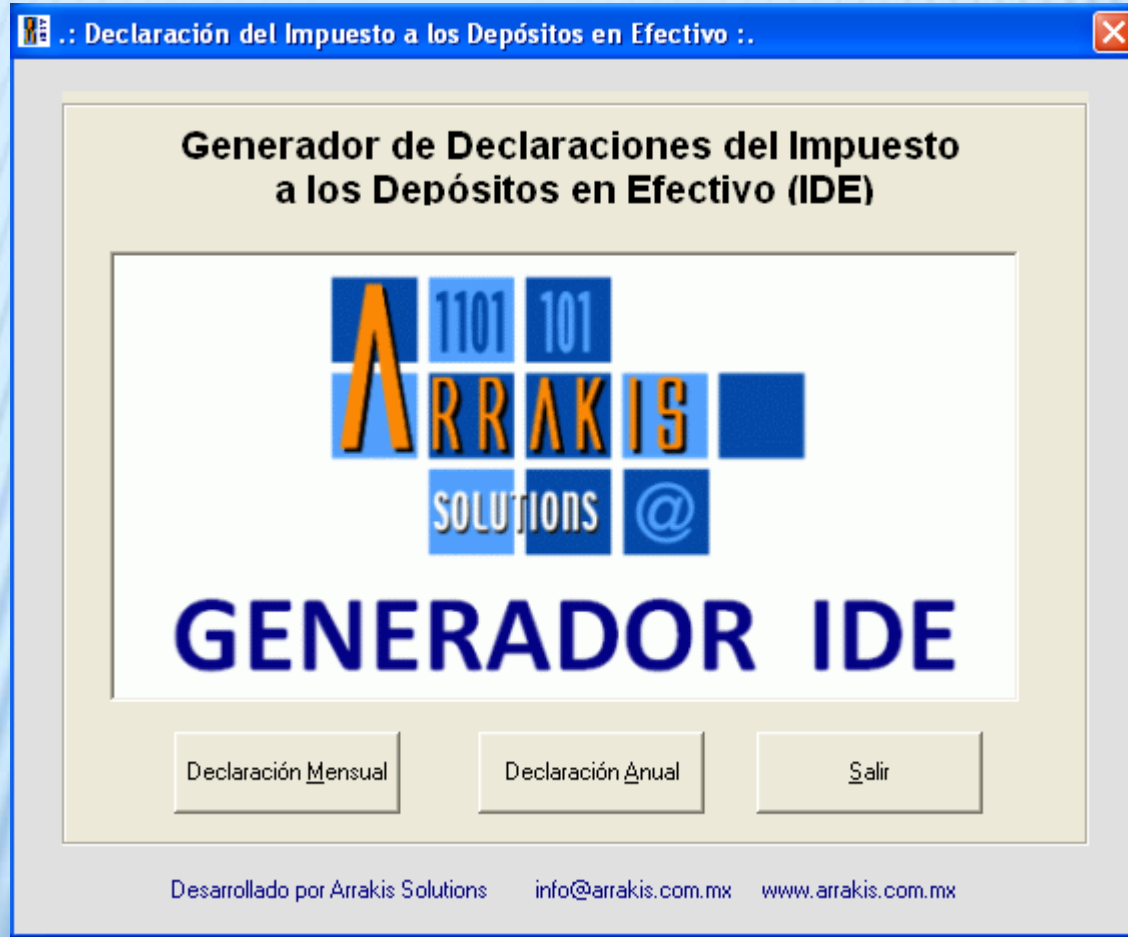 .: Declaración del Impuesto a los Depósitos en Efectivo :.
Generador de Declaraciones del Impuesto
a los Depósitos en Efectivo (IDE)
1101 101
ARRAKIS
SOLUTIONS @
GENERADOR IDE
Declaración Mensual Declaración Anual Salir
Desarrollado por Arrakis Solutions info@arrakis.com.mx www.arrakis.com.mx